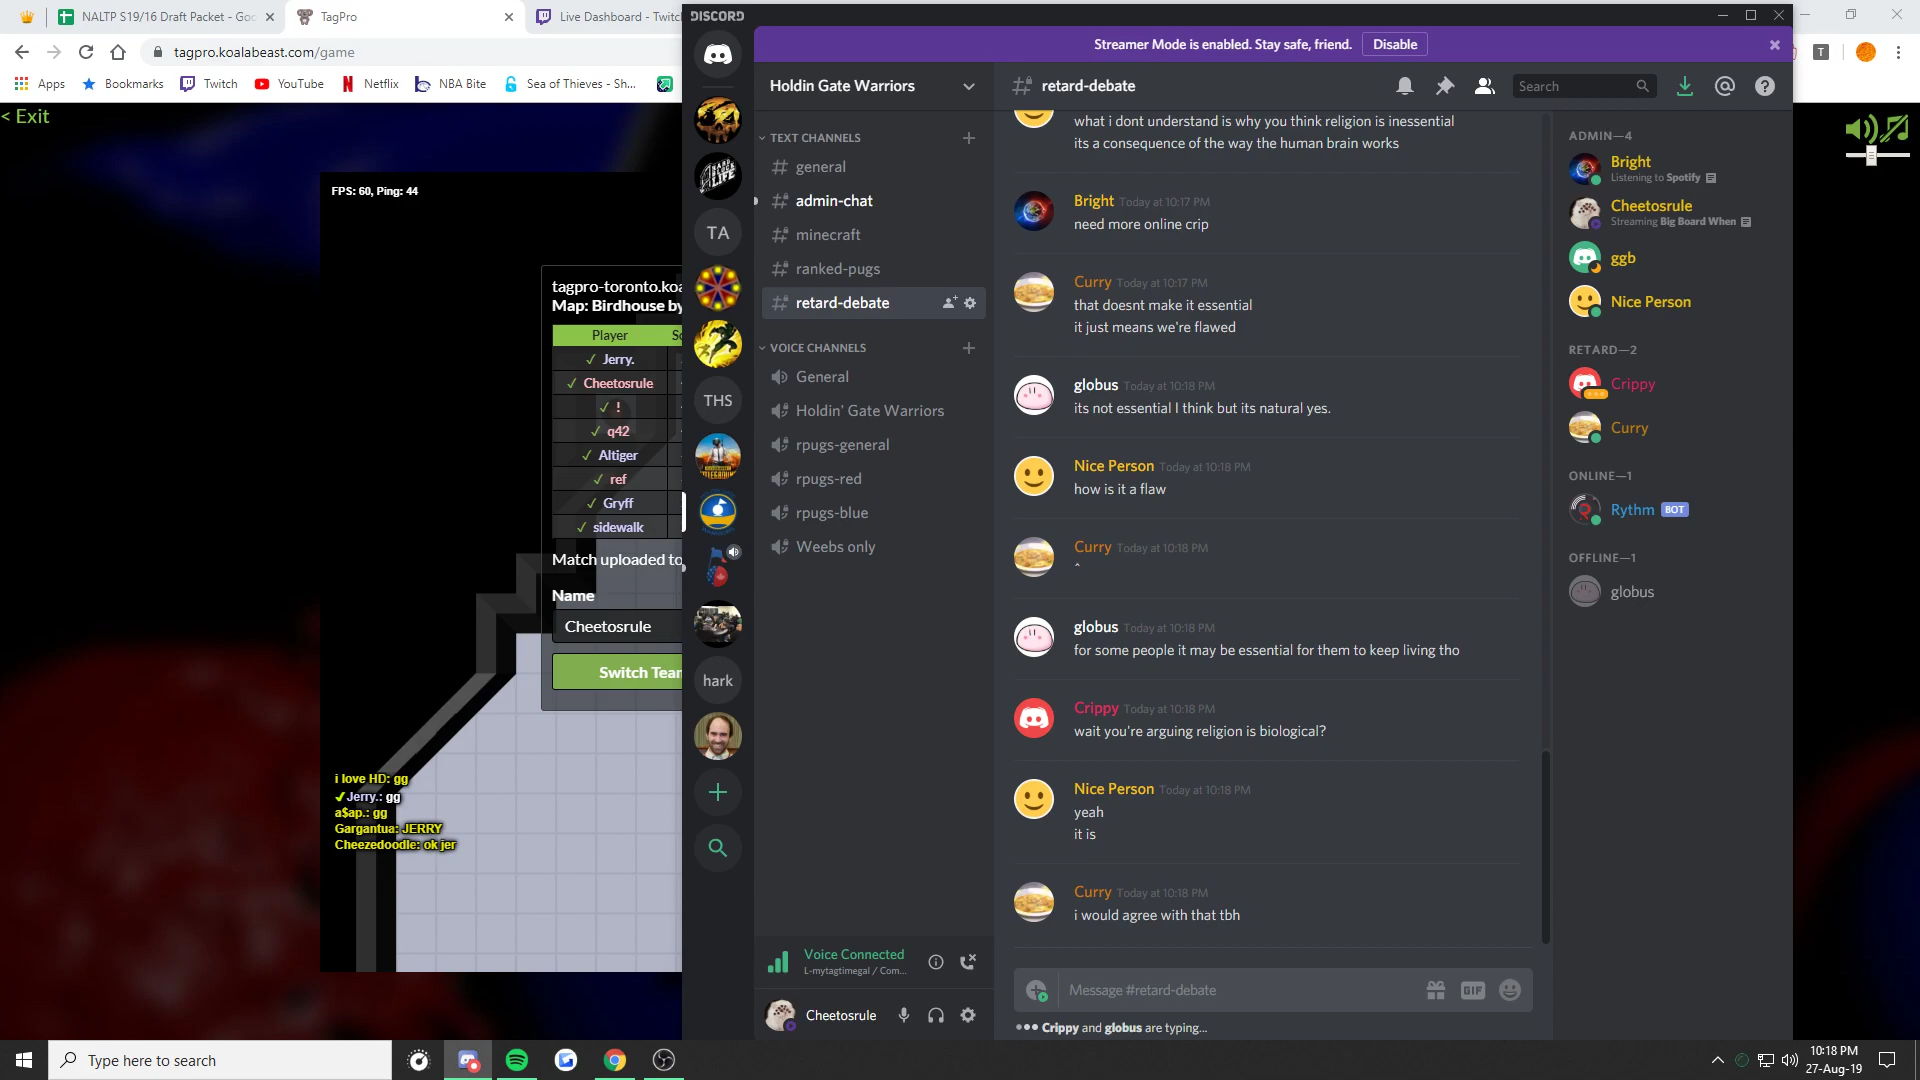 NALTP S19/16 Draft Packet - Goo
TagPro
Live Dashboard - Twitch
tagpro.koalabeast.com/game
Apps
Bookmarks
Twitch
YouTube
Netflix
NBA Bite
Sea of Thieves - Sh...
T
< Exit
FPS: 60, Ping: 44
tagpro-toronto.koa
Map: Birdhouse by
Player
Jerry.
Cheetosrule
!
q42
Altiger
ref
Gryff
sidewalk
Match uploaded to
Name
Cheetosrule
Switch Team
i love HD: gg
✓Jerry.: gg
a$ap.: gg
Gargantua: JERRY
Cheezedoodle: ok jer
DISCORD
Streamer Mode is enabled. Stay safe, friend.
Disable
TA
THS
hark
Holdin Gate Warriors
TEXT CHANNELS
general
admin-chat
minecraft
ranked-pugs
retard-debate
VOICE CHANNELS
General
Holdin' Gate Warriors
rpugs-general
rpugs-red
rpugs-blue
Weebs only
Voice Connected
L-mytagtimegal / Com...
Cheetosrule
retard-debate
Search
what i dont understand is why you think religion is inessential
its a consequence of the way the human brain works
Bright Today at 10:17 PM
need more online crip
Curry Today at 10:17 PM
that doesnt make it essential
it just means we're flawed
globus Today at 10:18 PM
its not essential I think but its natural yes.
Nice Person Today at 10:18 PM
how is it a flaw
Curry Today at 10:18 PM
^
globus Today at 10:18 PM
for some people it may be essential for them to keep living tho
Crippy Today at 10:18 PM
wait you're arguing religion is biological?
Nice Person Today at 10:18 PM
yeah
it is
Curry Today at 10:18 PM
i would agree with that tbh
Message #retard-debate
GIF
Crippy and globus are typing...
ADMIN—4
Bright
Listening to Spotify
Cheetosrule
Streaming Big Board When
ggb
Nice Person
RETARD—2
Crippy
Curry
ONLINE—1
Rythm BOT
OFFLINE—1
globus
Type here to search
10:18 PM
27-Aug-19